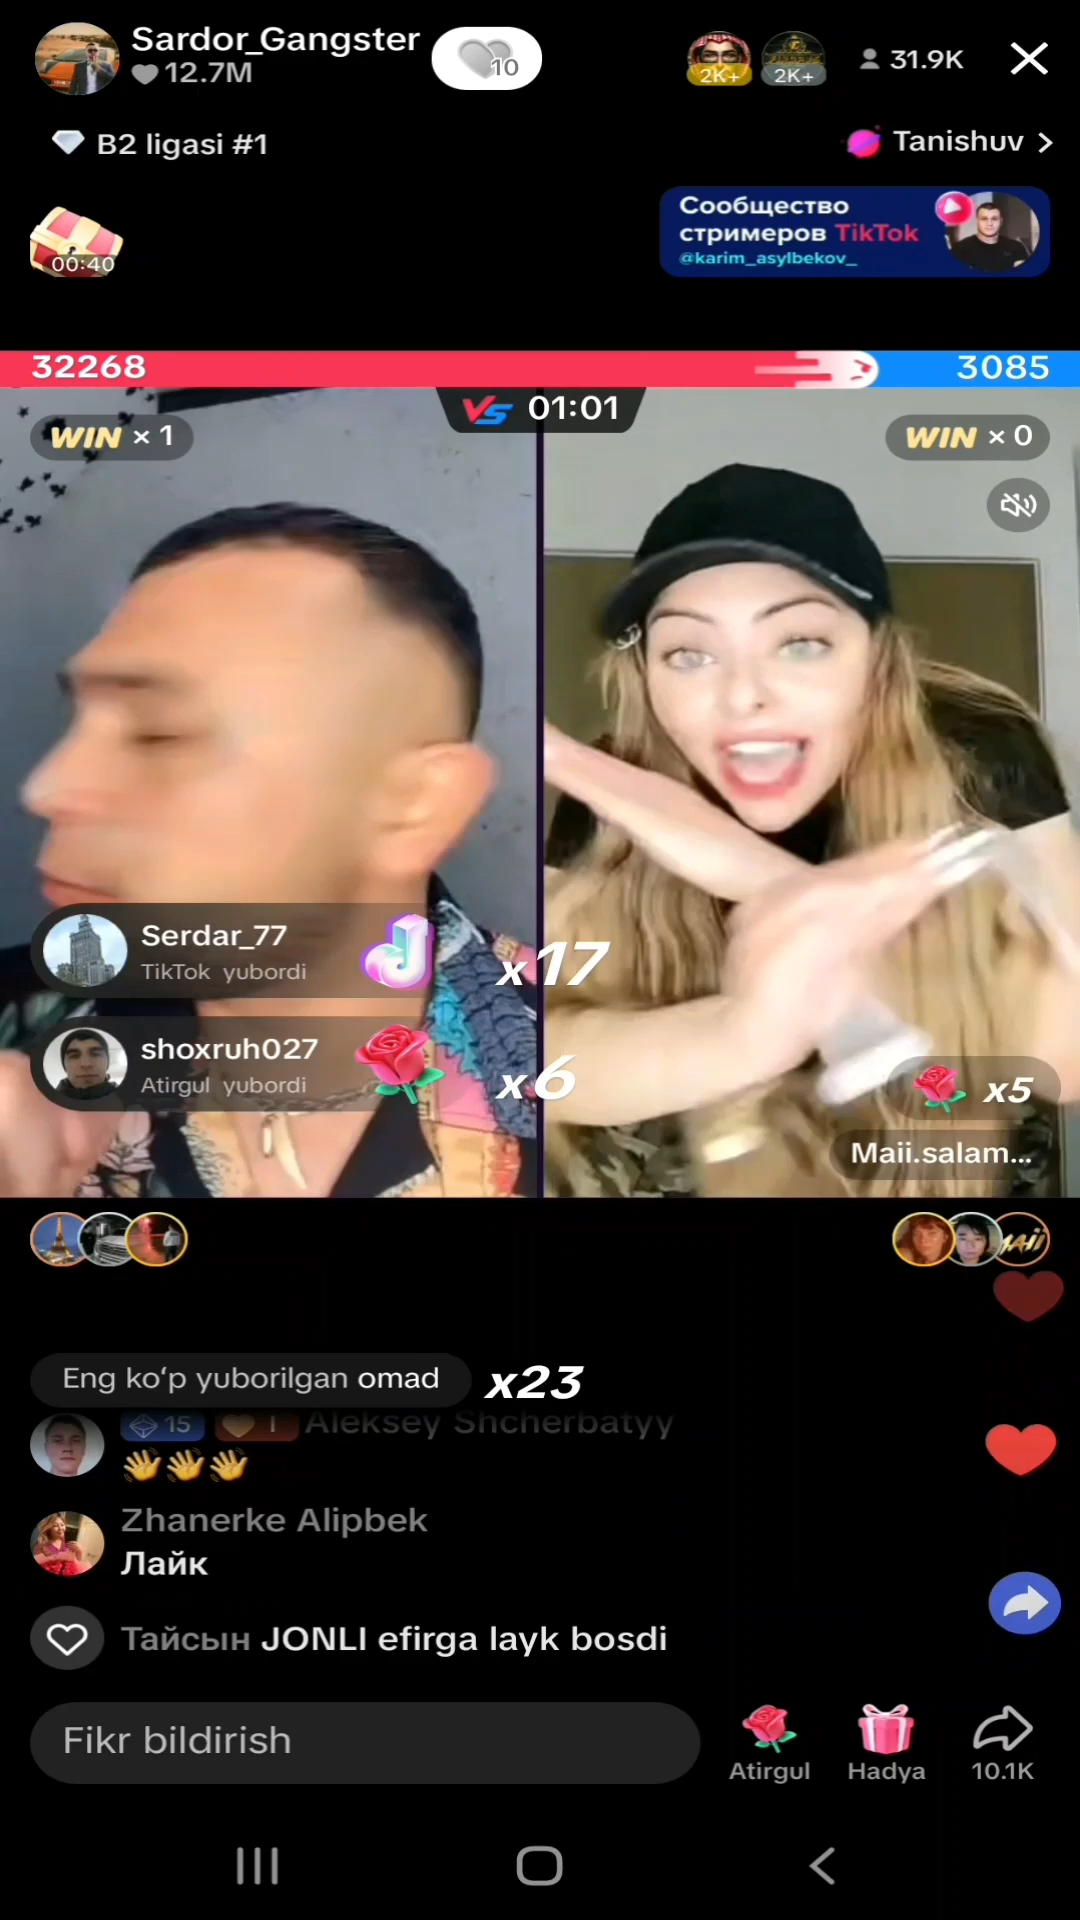 Sardor_Gangster
12.7M
10
2K+
2K+
31.9K
B2 ligasi #1
Tanishuv
00:40
Сообщество
стримеров TikTok
@karim_asylbekov_
32268
3085
VS 01:01
WIN × 1
WIN × 0
Serdar_77
TikTok yubordi
x17
shoxruh027
Atirgul yubordi
x6
x5
Maii.salam...
MAII
Eng ko‘p yuborilgan omad
x23
15
I
Aleksey Shcherbatyy
Zhanerke Alipbek
Лайк
Тайсын JONLI efirga layk bosdi
Fikr bildirish
Atirgul
Hadya
10.1K